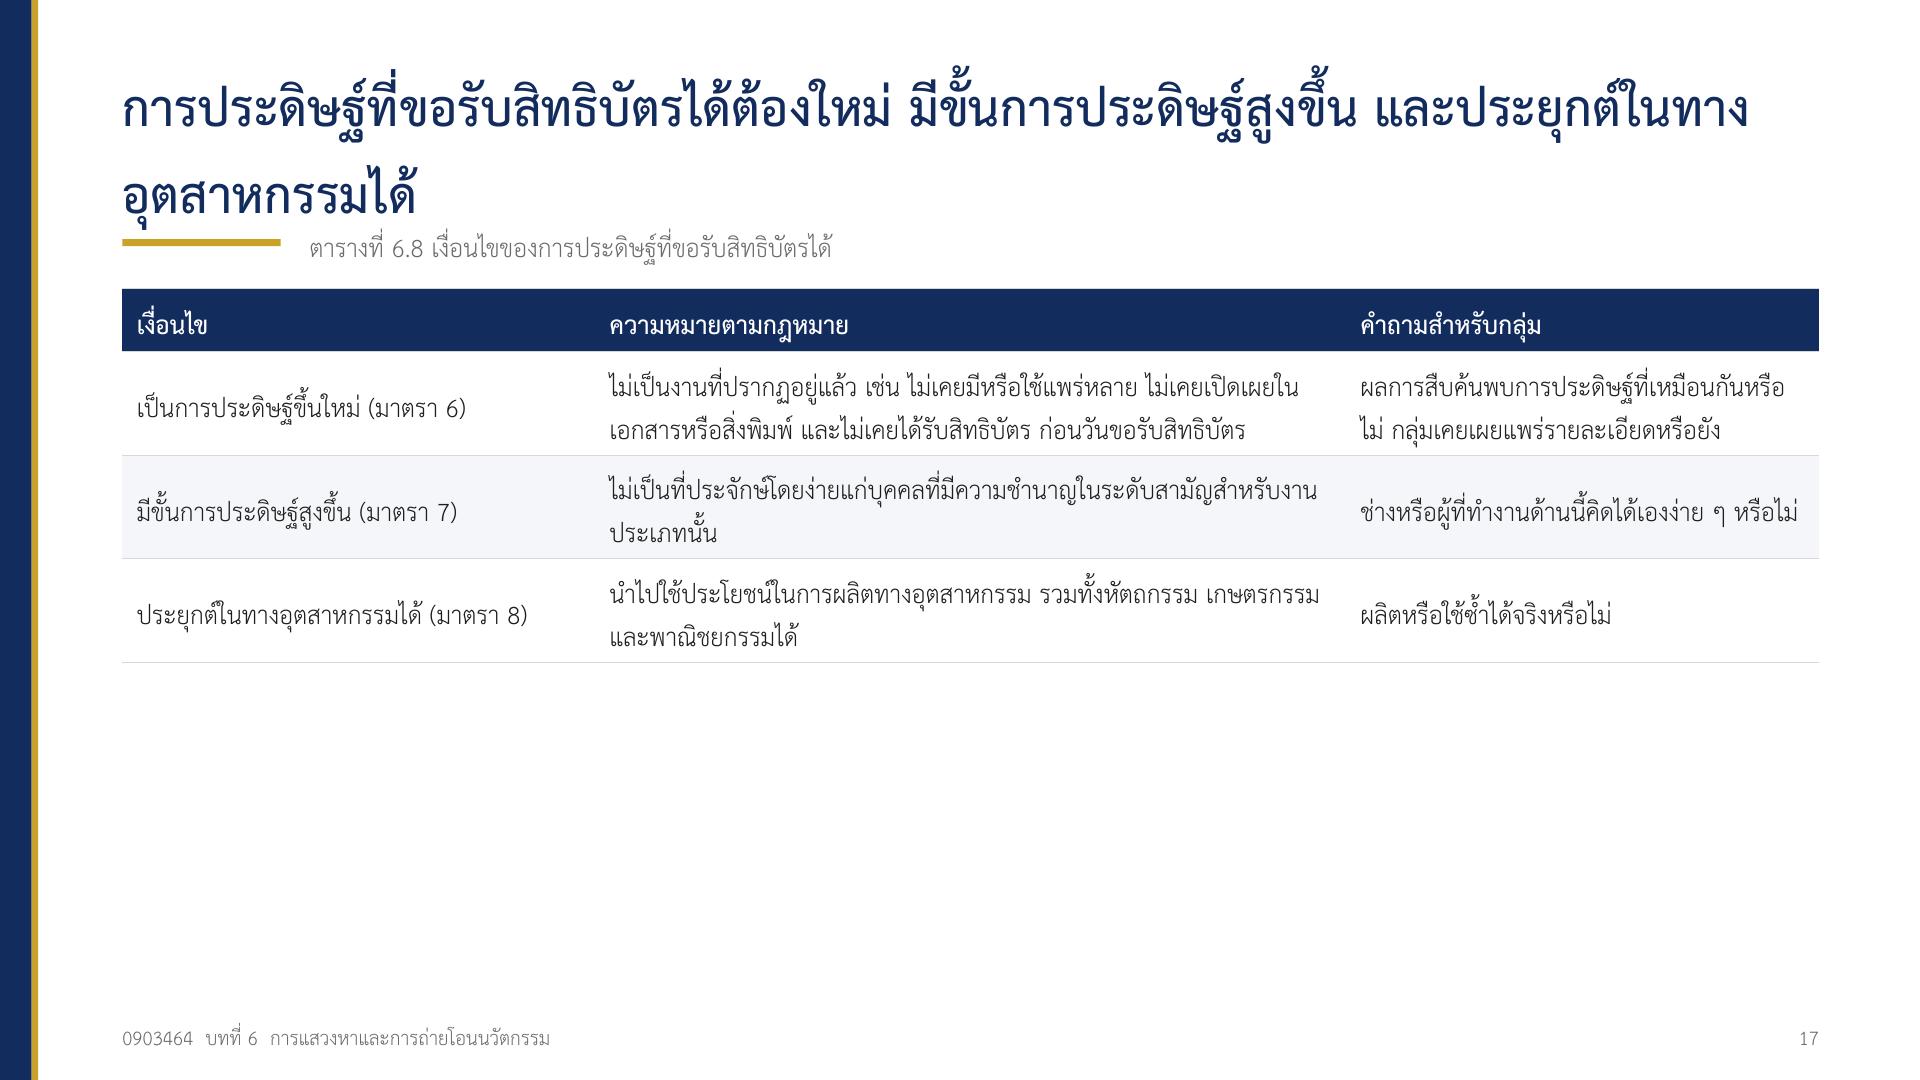 การประดิษฐ์ที่ขอรับสิทธิบัตรได้ต้องใหม่ มีขั้นการประดิษฐ์สูงขึ้น และประยุกต์ในทาง
อุตสาหกรรมได้
ตารางที่ 6.8 เงื่อนไขของการประดิษฐ์ที่ขอรับสิทธิบัตรได้
เงื่อนไข ความหมายตามกฎหมาย คำถามสำหรับกลุ่ม
เป็นการประดิษฐ์ขึ้นใหม่ (มาตรา 6)
ไม่เป็นงานที่ปรากฏอยู่แล้ว เช่น ไม่เคยมีหรือใช้แพร่หลาย ไม่เคยเปิดเผยใน
เอกสารหรือสิ่งพิมพ์ และไม่เคยได้รับสิทธิบัตร ก่อนวันขอรับสิทธิบัตร
ผลการสืบค้นพบการประดิษฐ์ที่เหมือนกันหรือ
ไม่ กลุ่มเคยเผยแพร่รายละเอียดหรือยัง
มีขั้นการประดิษฐ์สูงขึ้น (มาตรา 7)
ไม่เป็นที่ประจักษ์โดยง่ายแก่บุคคลที่มีความชำนาญในระดับสามัญสำหรับงาน
ประเภทนั้น
ช่างหรือผู้ที่ทำงานด้านนี้คิดได้เองง่าย ๆ หรือไม่
ประยุกต์ในทางอุตสาหกรรมได้ (มาตรา 8)
นำไปใช้ประโยชน์ในการผลิตทางอุตสาหกรรม รวมทั้งหัตถกรรม เกษตรกรรม
และพาณิชยกรรมได้
ผลิตหรือใช้ซ้ำได้จริงหรือไม่
0903464 บทที่ 6 การแสวงหาและการถ่ายโอนนวัตกรรม
17